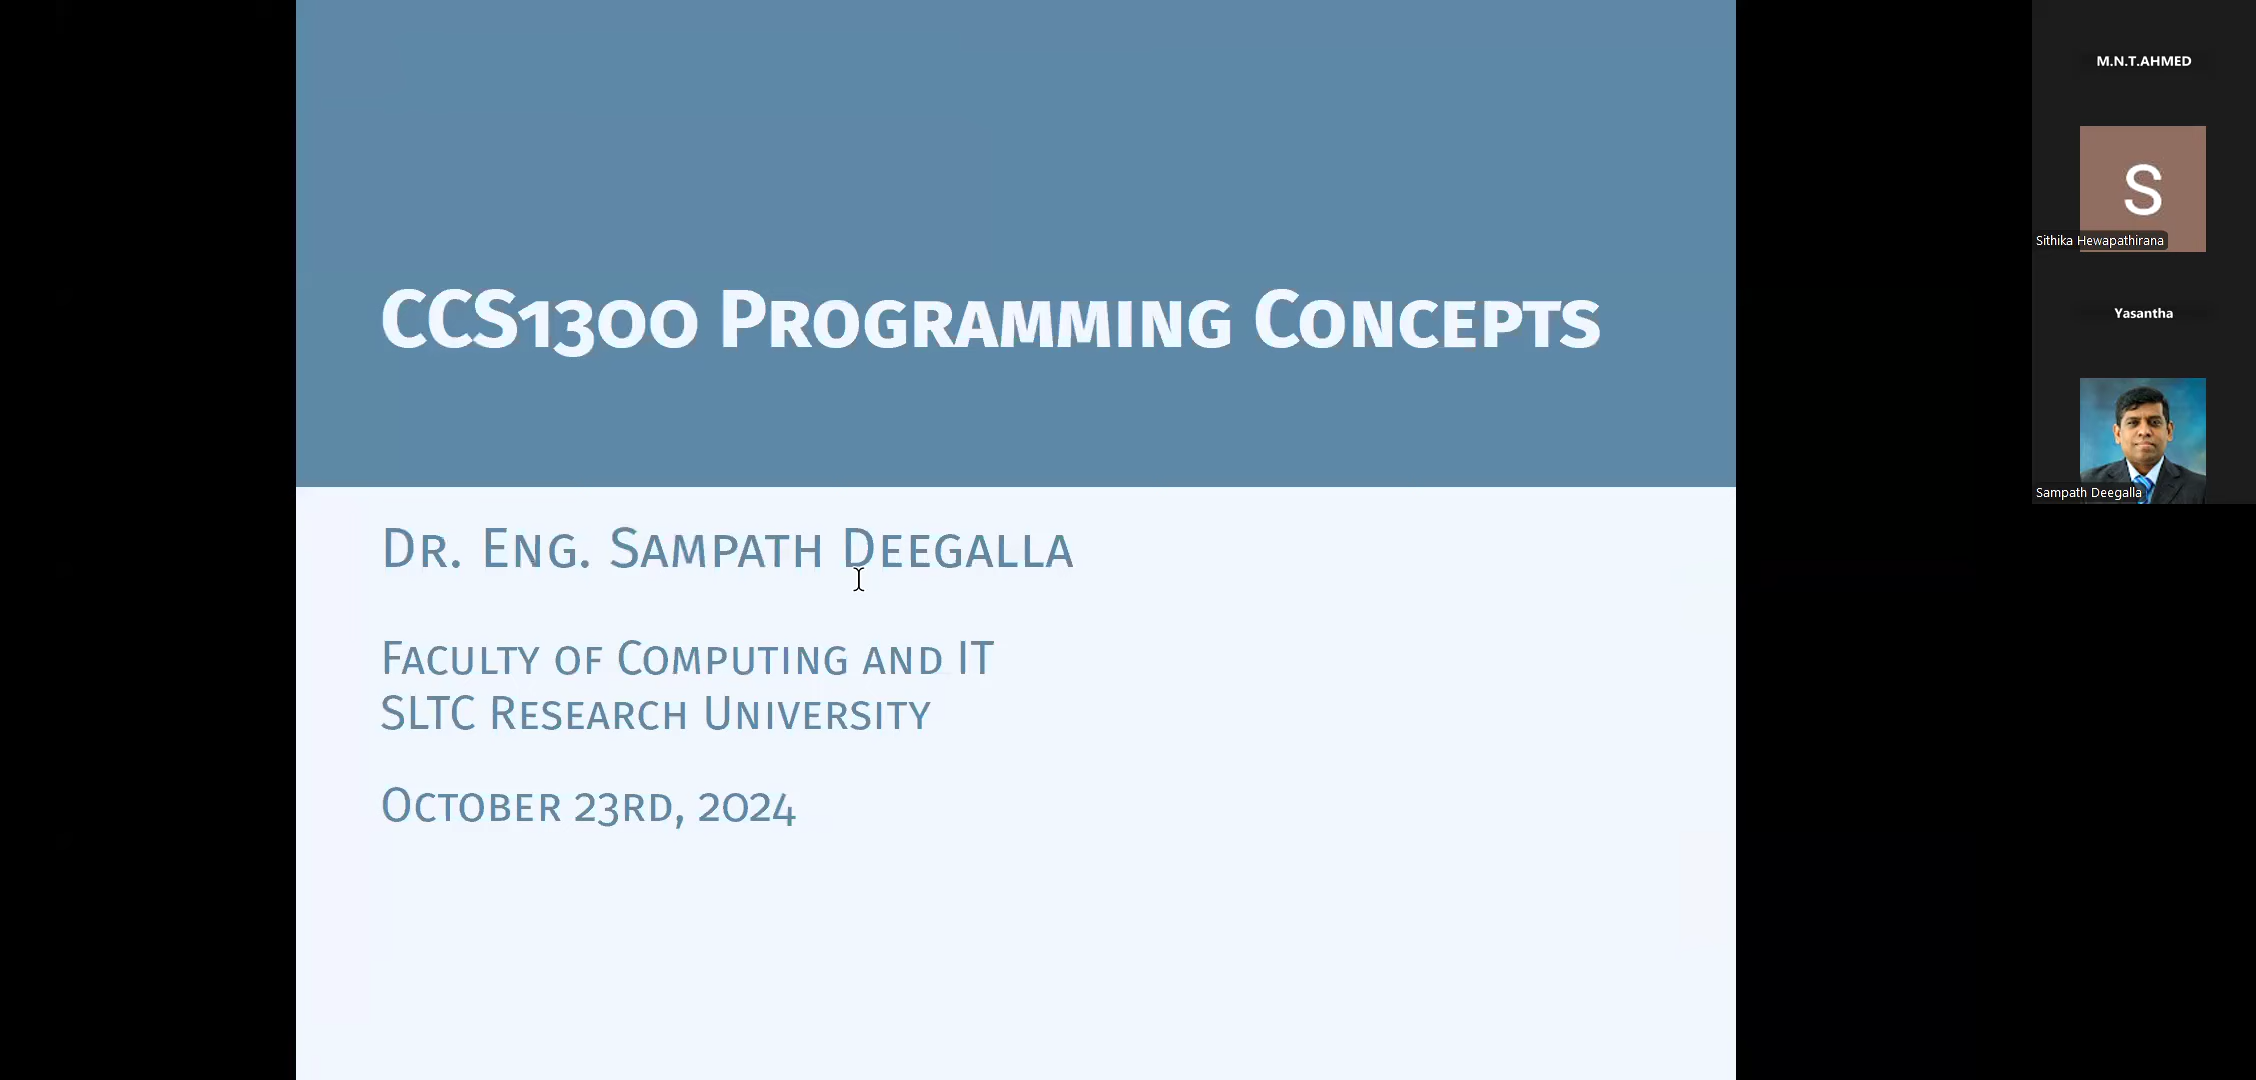 CCS1300 Programming Concepts
Dr. Eng. Sampath Deegalla
Faculty of Computing and IT
SLTC Research University
October 23rd, 2024
M.N.T.AHMED
S
Sithika Hewapathirana
Yasantha
Sampath Deegalla